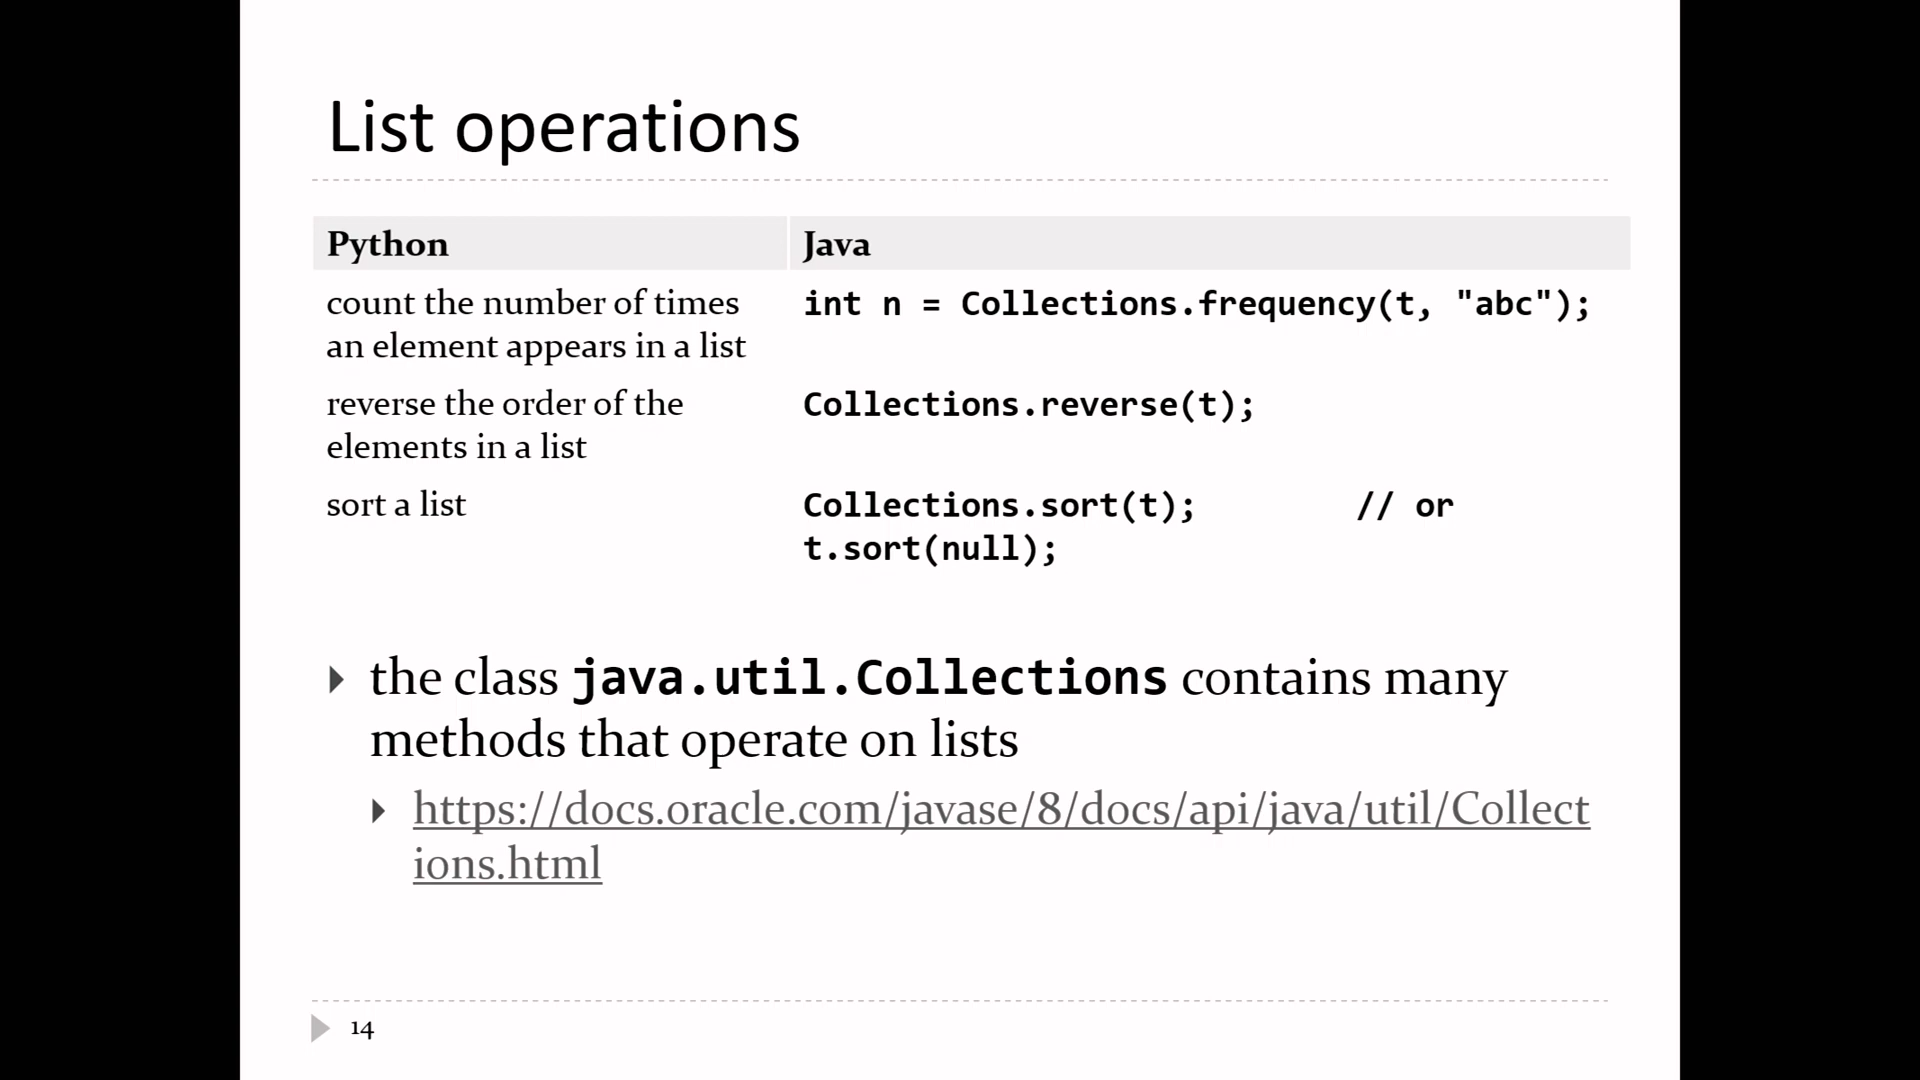 List operations
Python
Java
count the number of times
an element appears in a list
int n = Collections.frequency(t, "abc");
reverse the order of the
elements in a list
Collections.reverse(t);
sort a list
Collections.sort(t); // or
t.sort(null);
the class java.util.Collections contains many
methods that operate on lists
https://docs.oracle.com/javase/8/docs/api/java/util/Collect
ions.html
14